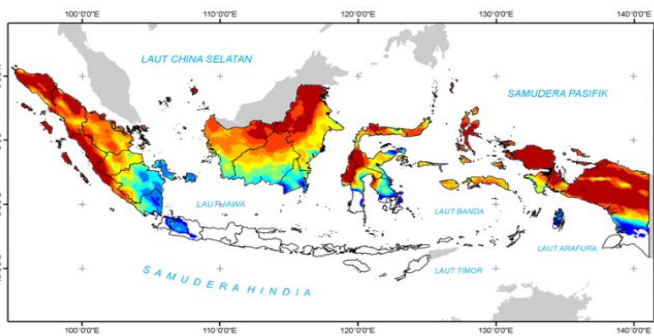 100°0'0"E 110°0'0"E 120°0'0"E 130°0'0"E 140°0'0"E
LAUT CHINA SELATAN
SAMUDERA PASIFIK
LAUT JAWA
LAUT BANDA
LAUT ARAFURA
LAUT TIMOR
SAMUDERA HINDIA
100°0'0"E 110°0'0"E 120°0'0"E 130°0'0"E 140°0'0"E